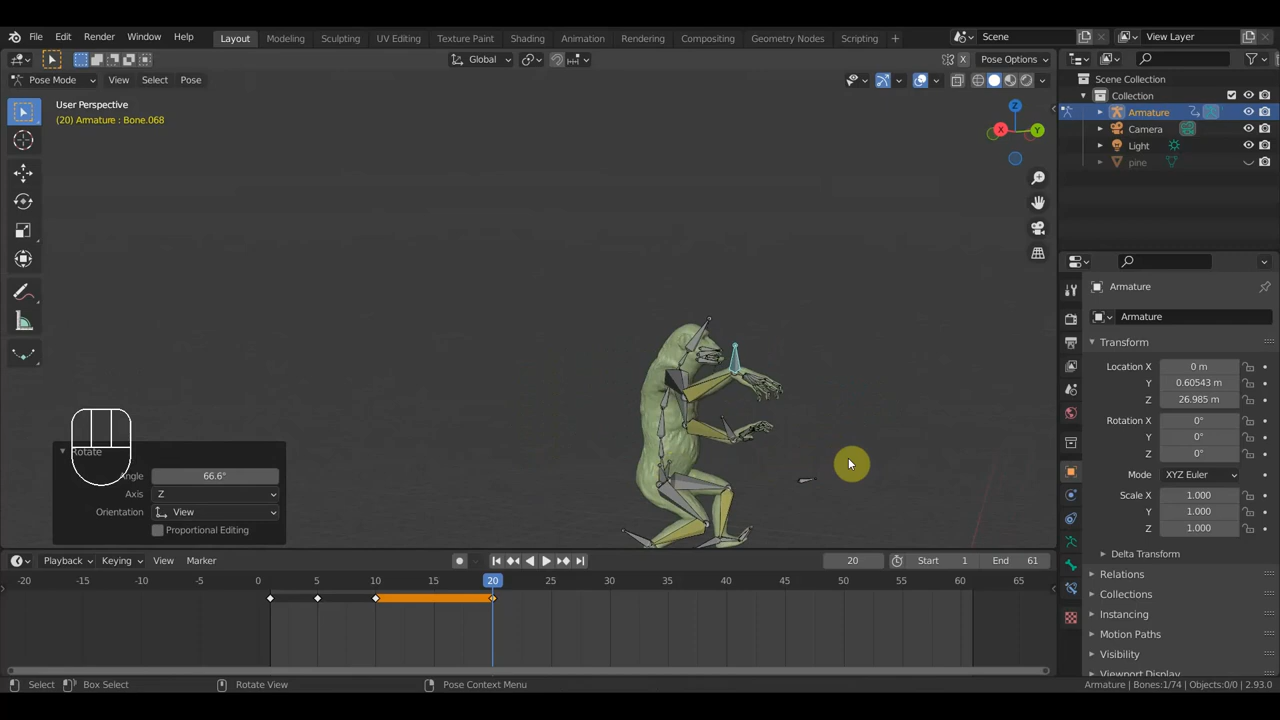 File Edit Render Window Help Layout Modeling Sculpting UV Editing Texture Paint Shading Animation Rendering Compositing Geometry Nodes Scripting + Scene View Layer
Global Pose Options
Pose Mode View Select Pose
User Perspective
(20) Armature : Bone.068
Z
X Y
Scene Collection
Collection
Armature
Camera
Light
pine
Armature
Armature
Transform
Location X 0 m
Y 0.60543 m
Z 26.985 m
Rotation X 0°
Y 0°
Z 0°
Mode XYZ Euler
Scale X 1.000
Y 1.000
Z 1.000
Delta Transform
Relations
Collections
Instancing
Motion Paths
Visibility
Viewport Display
Rotate
Angle 66.6°
Axis Z
Orientation View
Proportional Editing
Playback Keying View Marker 20 Start 1 End 61
-20 -15 -10 -5 0 5 10 15 20 25 30 35 40 45 50 55 60 65
Select Box Select Rotate View Pose Context Menu Armature | Bones:1/74 | Objects:0/0 | 2.93.0